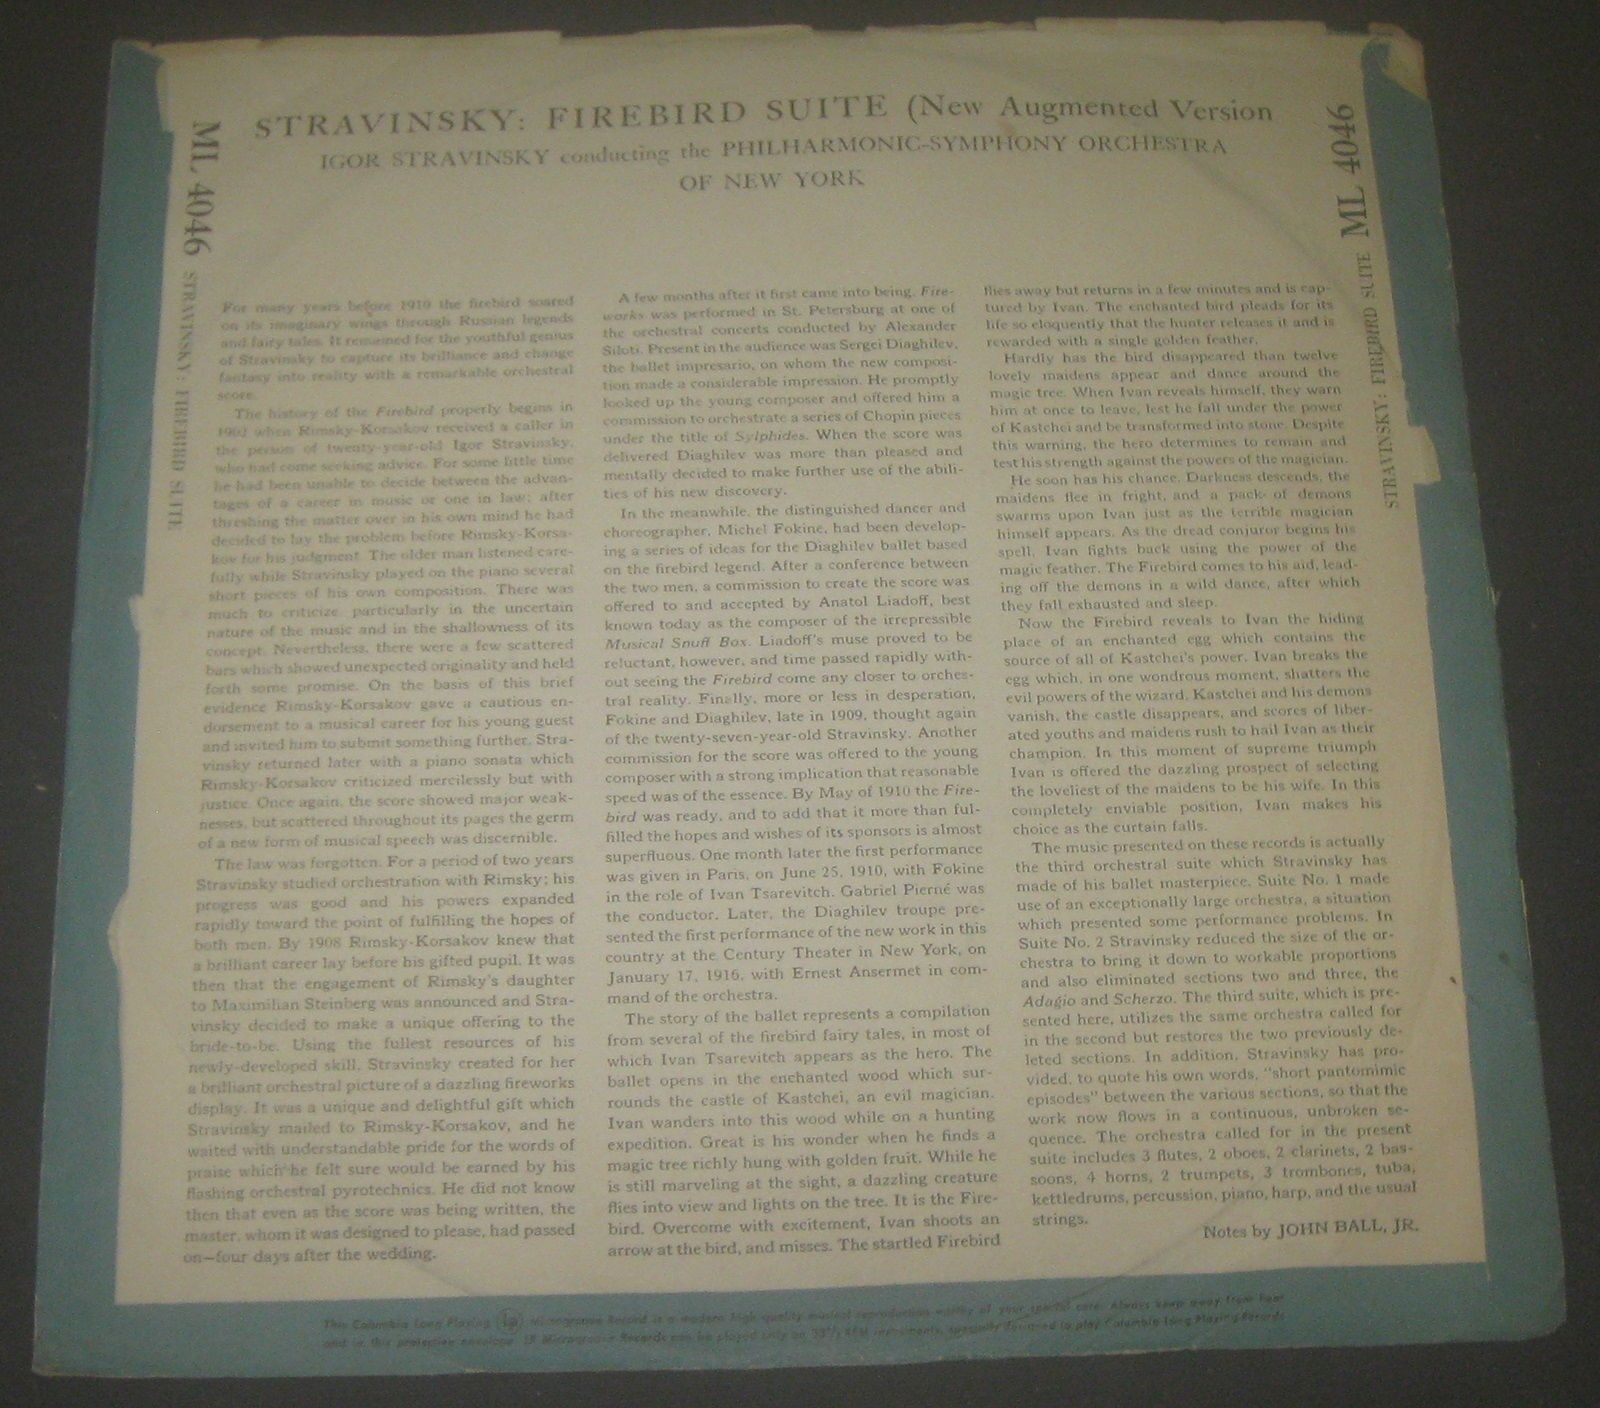 STRAVINSKY: FIREBIRD SUITE (New Augmented Version
IGOR STRAVINSKY conducting the PHILHARMONIC-SYMPHONY ORCHESTRA
OF NEW YORK
ML 4046 STRAVINSKY: FIREBIRD SUITE
For many years before 1910 the firebird soared
on its imaginary wings through Russian legends
and fairy tales. It remained for the youthful genius
of Stravinsky to capture its brilliance and change
fantasy into reality with a remarkable orchestral
score.
The history of the Firebird properly begins in
when Rimsky-Korsakov received a caller in
the person of twenty-year-old Igor Stravinsky,
who had come seeking advice. For some little time
he had been unable to decide between the advan-
tages of a career in music or one in law; after
threshing the matter over in his own mind he had
decided to lay the problem before Rimsky-Korsa-
kov for his judgment. The older man listened care-
fully while Stravinsky played on the piano several
short pieces of his own composition. There was
much to criticize, particularly in the uncertain
nature of the music and in the shallowness of its
concept. Nevertheless, there were a few scattered
bars which showed unexpected originality and held
forth some promise. On the basis of this brief
evidence Rimsky-Korsakov gave a cautious en-
dorsement to a musical career for his young guest
and invited him to submit something further. Stra-
vinsky returned later with a piano sonata which
Rimsky-Korsakov criticized mercilessly but with
justice. Once again, the score showed major weak-
nesses, but scattered throughout its pages the germ
of a new form of musical speech was discernible.
The law was forgotten. For a period of two years
Stravinsky studied orchestration with Rimsky; his
progress was good and his powers expanded
rapidly toward the point of fulfilling the hopes of
both men. By 1908 Rimsky-Korsakov knew that
a brilliant career lay before his gifted pupil. It was
then that the engagement of Rimsky's daughter
to Maximilian Steinberg was announced and Stra-
vinsky decided to make a unique offering to the
bride-to-be. Using the fullest resources of his
newly-developed skill, Stravinsky created for her
a brilliant orchestral picture of a dazzling fireworks
display. It was a unique and delightful gift which
Stravinsky mailed to Rimsky-Korsakov, and he
waited with understandable pride for the words of
praise which he felt sure would be earned by his
flashing orchestral pyrotechnics. He did not know
then that even as the score was being written, the
master, whom it was designed to please, had passed
on—four days after the wedding.
A few months after it first came into being, Fire-
works was performed in St. Petersburg at one of
the orchestral concerts conducted by Alexander
Siloti. Present in the audience was Sergei Diaghilev,
the ballet impresario, on whom the new composi-
tion made a considerable impression. He promptly
looked up the young composer and offered him a
commission to orchestrate a series of Chopin pieces
under the title of Sylphides. When the score was
delivered Diaghilev was more than pleased and
mentally decided to make further use of the abili-
ties of his new discovery.
In the meanwhile, the distinguished dancer and
choreographer, Michel Fokine, had been develop-
ing a series of ideas for the Diaghilev ballet based
on the firebird legend. After a conference between
the two men, a commission to create the score was
offered to and accepted by Anatol Liadoff, best
known today as the composer of the irrepressible
Musical Snuff Box. Liadoff's muse proved to be
reluctant, however, and time passed rapidly with-
out seeing the Firebird come any closer to orches-
tral reality. Finally, more or less in desperation,
Fokine and Diaghilev, late in 1909, thought again
of the twenty-seven-year-old Stravinsky. Another
commission for the score was offered to the young
composer with a strong implication that reasonable
speed was of the essence. By May of 1910 the Fire-
bird was ready, and to add that it more than ful-
filled the hopes and wishes of its sponsors is almost
superfluous. One month later the first performance
was given in Paris, on June 25, 1910, with Fokine
in the role of Ivan Tsarevitch. Gabriel Pierné was
the conductor. Later, the Diaghilev troupe pre-
sented the first performance of the new work in this
country at the Century Theater in New York, on
January 17, 1916, with Ernest Ansermet in com-
mand of the orchestra.
The story of the ballet represents a compilation
from several of the firebird fairy tales, in most of
which Ivan Tsarevitch appears as the hero. The
ballet opens in the enchanted wood which sur-
rounds the castle of Kastchei, an evil magician.
Ivan wanders into this wood while on a hunting
expedition. Great is his wonder when he finds a
magic tree richly hung with golden fruit. While he
is still marveling at the sight, a dazzling creature
flies into view and lights on the tree. It is the Fire-
bird. Overcome with excitement, Ivan shoots an
arrow at the bird, and misses. The startled Firebird
flies away but returns in a few minutes and is cap-
tured by Ivan. The enchanted bird pleads for its
life so eloquently that the hunter releases it and is
rewarded with a single golden feather.
Hardly has the bird disappeared than twelve
lovely maidens appear and dance around the
magic tree. When Ivan reveals himself, they warn
him at once to leave, lest he fall under the power
of Kastchei and be transformed into stone. Despite
this warning, the hero determines to remain and
test his strength against the powers of the magician.
He soon has his chance. Darkness descends, the
maidens flee in fright, and a pack of demons
swarms upon Ivan just as the terrible magician
himself appears. As the dread conjuror begins his
spell, Ivan fights back using the power of the
magic feather. The Firebird comes to his aid, lead-
ing off the demons in a wild dance, after which
they fall exhausted and sleep.
Now the Firebird reveals to Ivan the hiding
place of an enchanted egg which contains the
source of all of Kastchei's power. Ivan breaks the
egg which, in one wondrous moment, shatters the
evil powers of the wizard. Kastchei and his demons
vanish, the castle disappears, and scores of liber-
ated youths and maidens rush to hail Ivan as their
champion. In this moment of supreme triumph
Ivan is offered the dazzling prospect of selecting
the loveliest of the maidens to be his wife. In this
completely enviable position, Ivan makes his
choice as the curtain falls.
The music presented on these records is actually
the third orchestral suite which Stravinsky has
made of his ballet masterpiece. Suite No. 1 made
use of an exceptionally large orchestra, a situation
which presented some performance problems. In
Suite No. 2 Stravinsky reduced the size of the or-
chestra to bring it down to workable proportions
and also eliminated sections two and three, the
Adagio and Scherzo. The third suite, which is pre-
sented here, utilizes the same orchestra called for
in the second but restores the two previously de-
leted sections. In addition, Stravinsky has pro-
vided, to quote his own words, "short pantomimic
episodes" between the various sections, so that the
work now flows in a continuous, unbroken se-
quence. The orchestra called for in the present
suite includes 3 flutes, 2 oboes, 2 clarinets, 2 bas-
soons, 4 horns, 2 trumpets, 3 trombones, tuba,
kettledrums, percussion, piano, harp, and the usual
strings.
Notes by JOHN BALL, JR.
STRAVINSKY: FIREBIRD SUITE ML 4046
This Columbia Long Playing Microgroove Record is a modern high quality musical reproduction worthy of your special care. Always keep away from heat
and in this protective envelope. LP Microgroove Records can be played only on 33⅓ RPM instruments, specially designed to play Columbia Long Playing Records